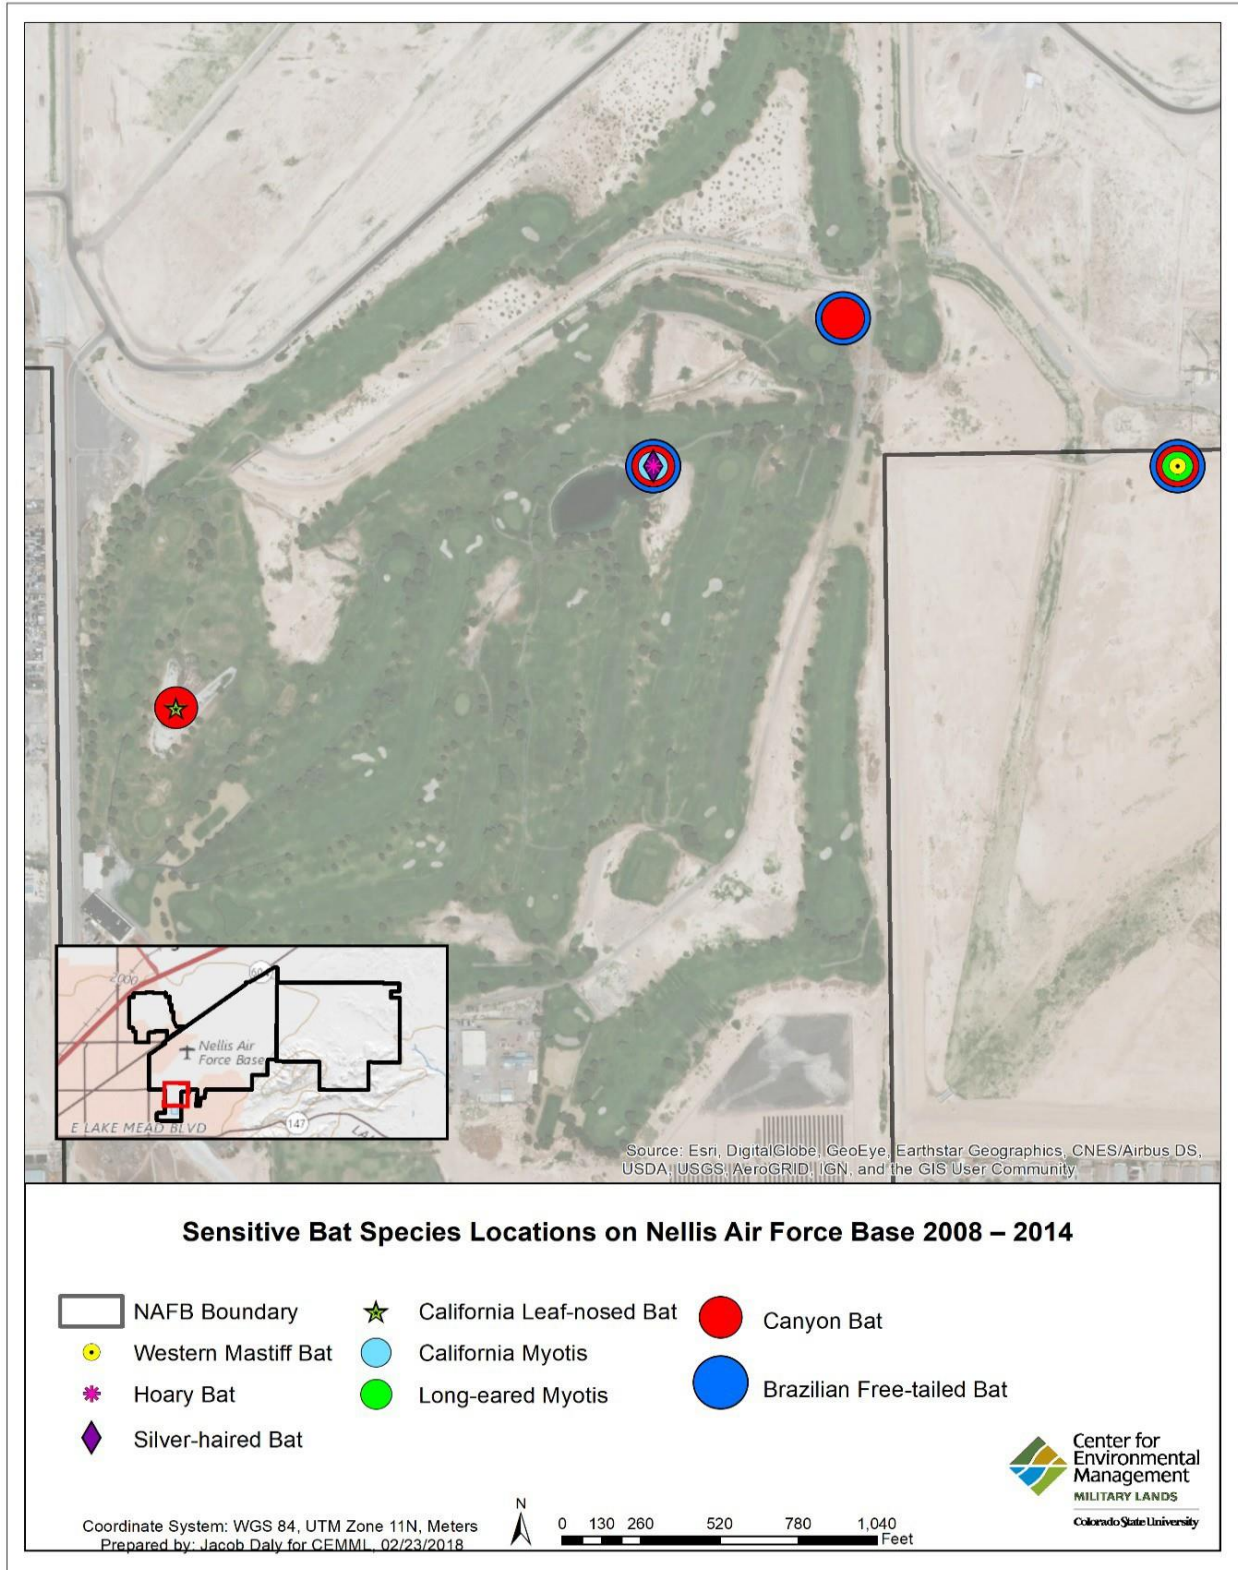 2000
60
Nellis Air
Force Base
E LAKE MEAD BLVD
147
Source: Esri, DigitalGlobe, GeoEye, Earthstar Geographics, CNES/Airbus DS,
USDA, USGS, AeroGRID, IGN, and the GIS User Community
Sensitive Bat Species Locations on Nellis Air Force Base 2008 – 2014
NAFB Boundary
Western Mastiff Bat
Hoary Bat
Silver-haired Bat
California Leaf-nosed Bat
California Myotis
Long-eared Myotis
Canyon Bat
Brazilian Free-tailed Bat
Center for
Environmental
Management
MILITARY LANDS
Colorado State University
Coordinate System: WGS 84, UTM Zone 11N, Meters
Prepared by: Jacob Daly for CEMML, 02/23/2018
N
0 130 260 520 780 1,040
Feet